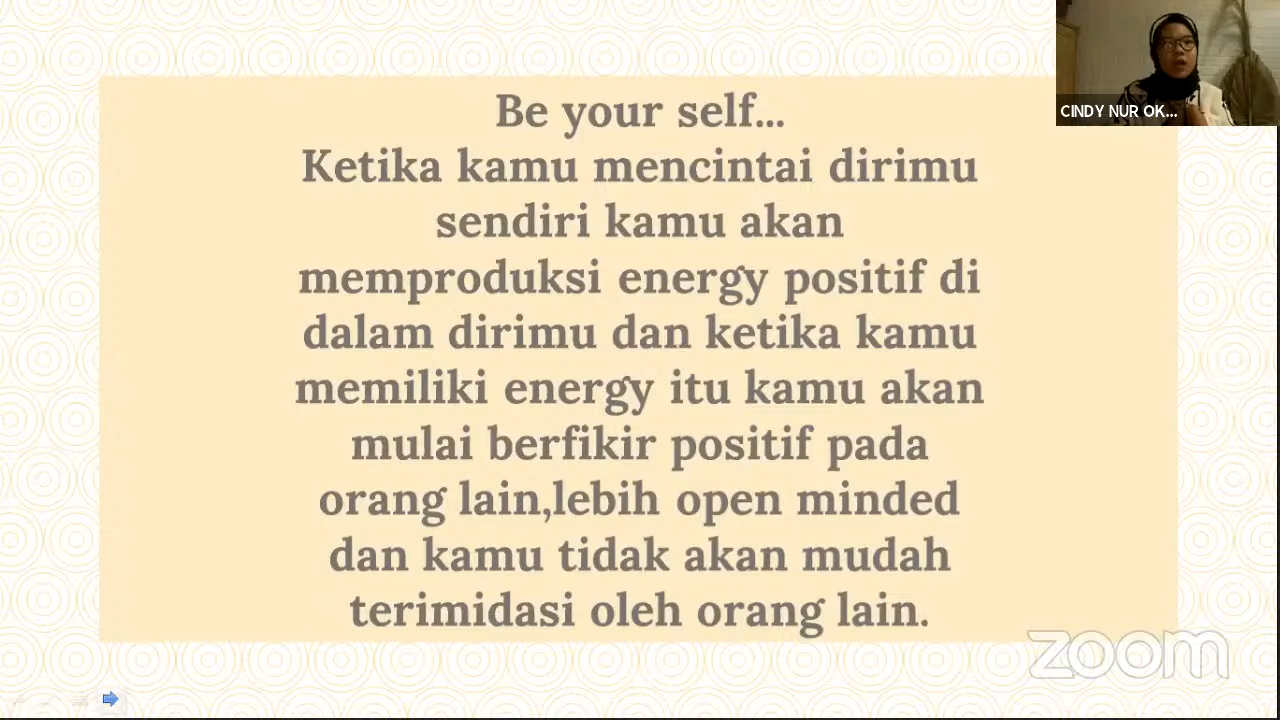 Be your self...
Ketika kamu mencintai dirimu
sendiri kamu akan
memproduksi energy positif di
dalam dirimu dan ketika kamu
memiliki energy itu kamu akan
mulai berfikir positif pada
orang lain,lebih open minded
dan kamu tidak akan mudah
terimidasi oleh orang lain.
CINDY NUR OK...
zoom